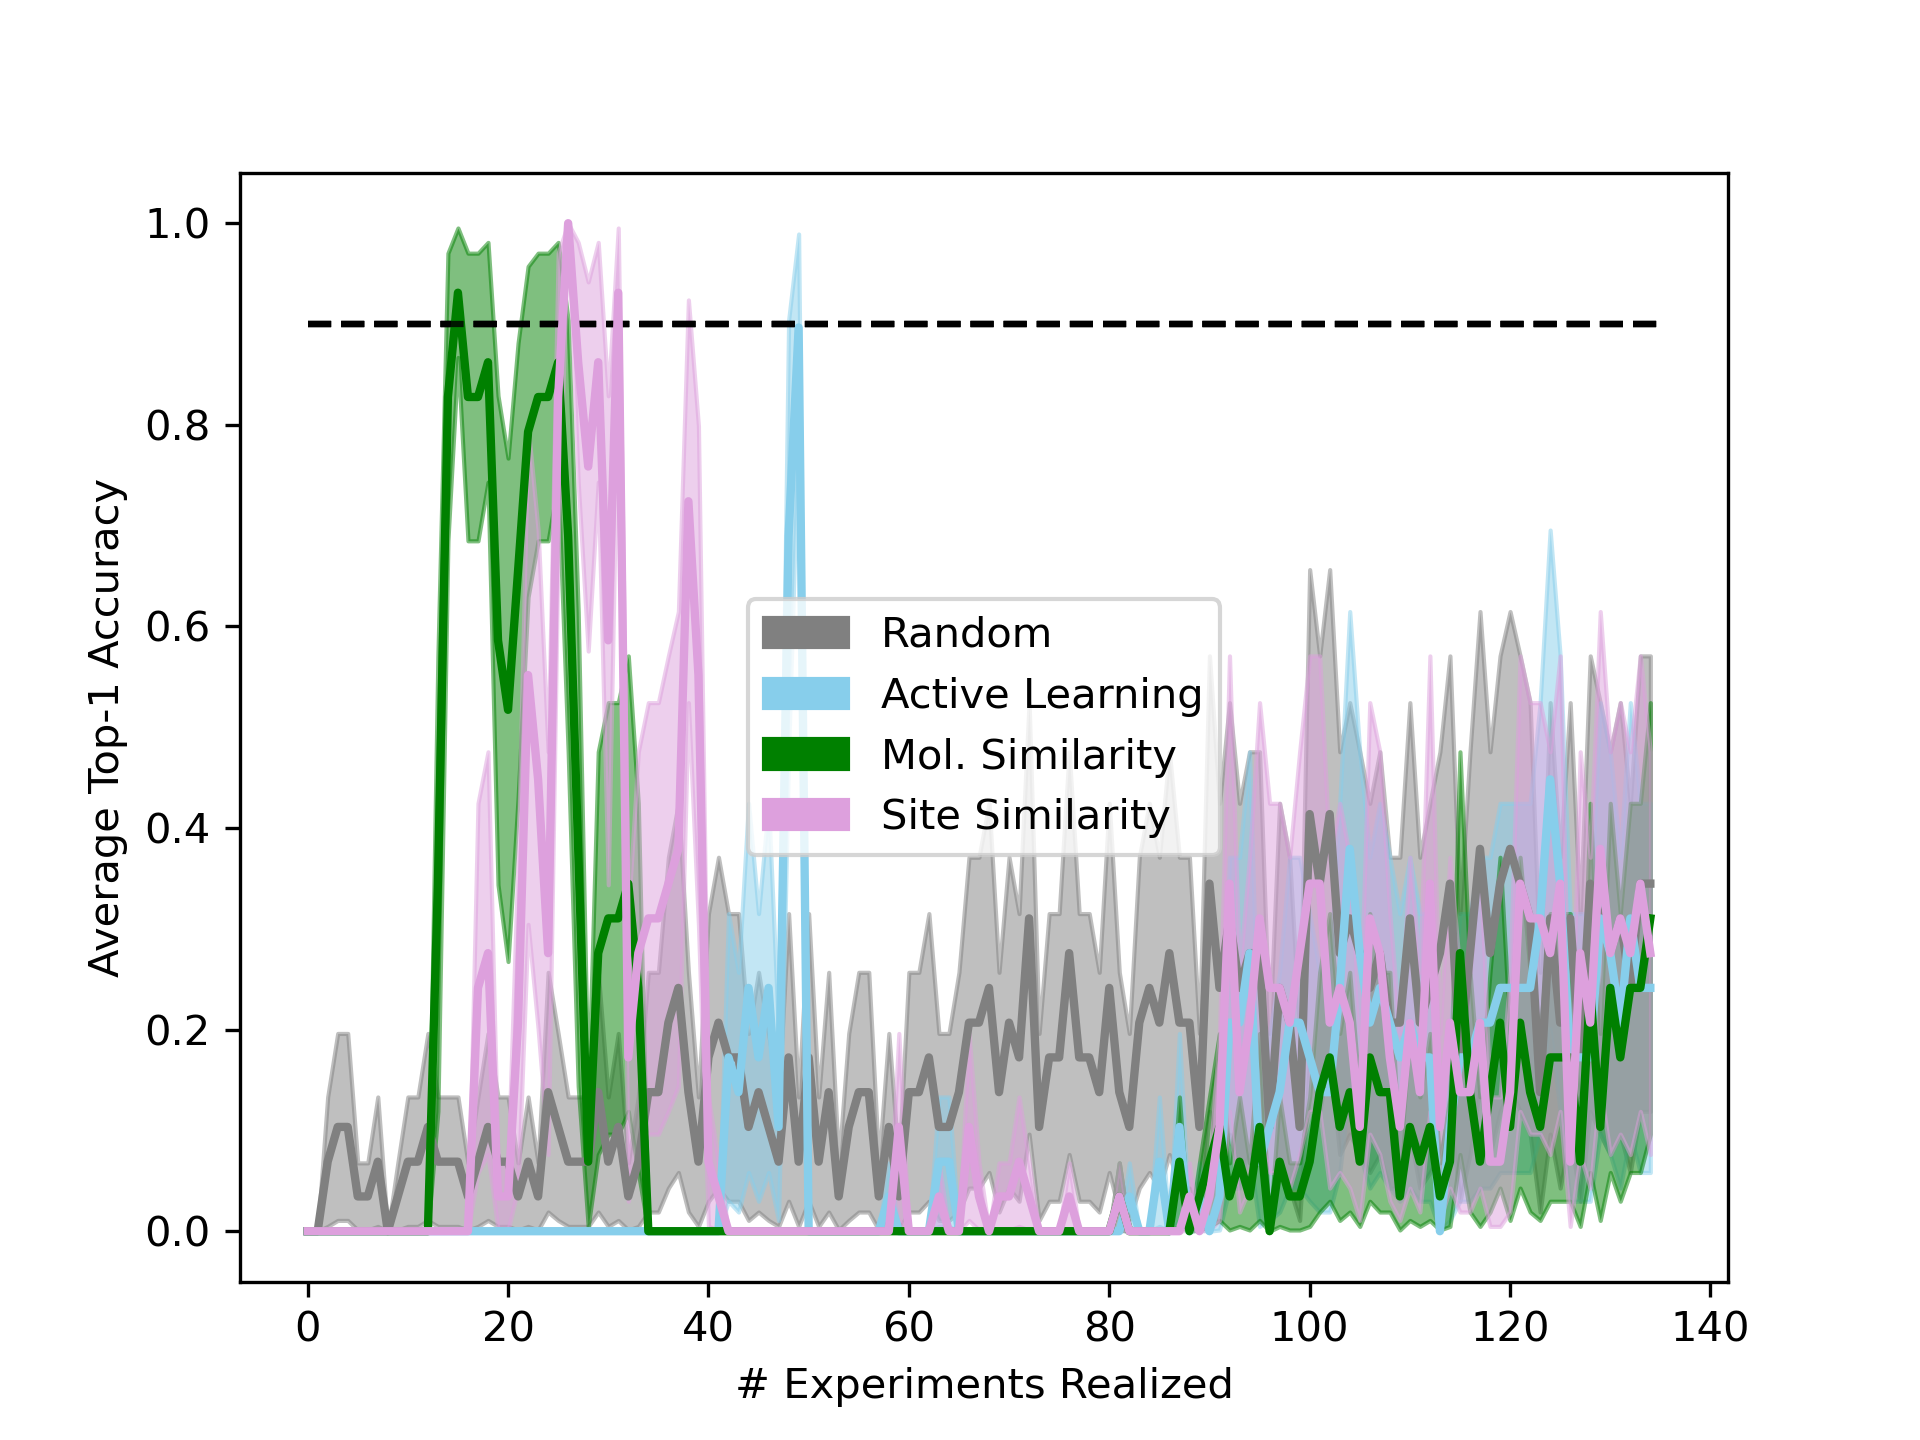 1.0
0.8
0.6
0.4
0.2
0.0
Average Top-1 Accuracy
Random
Active Learning
Mol. Similarity
Site Similarity
0 20 40 60 80 100 120 140
# Experiments Realized